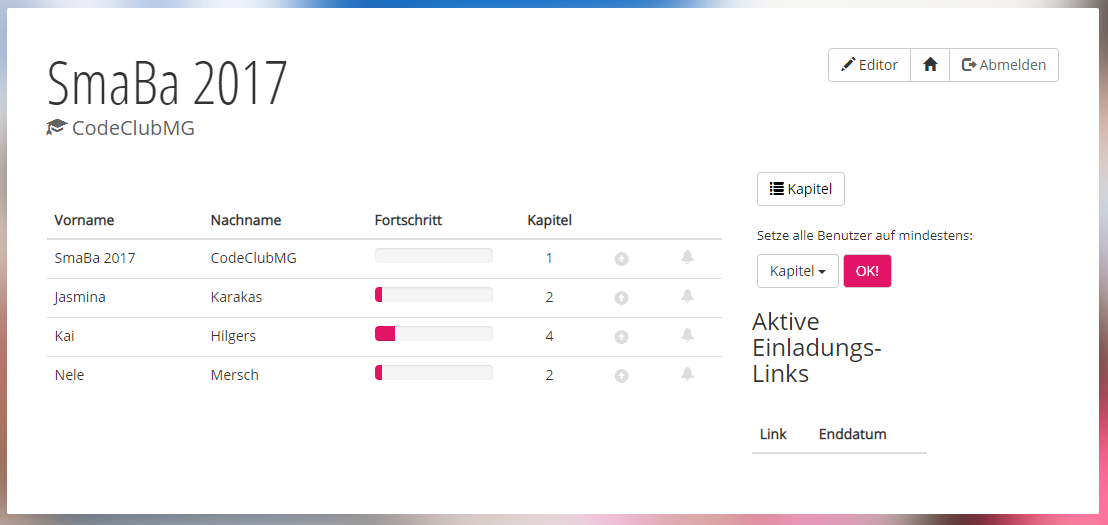 SmaBa 2017
CodeClubMG
Editor
Abmelden
Vorname Nachname Fortschritt Kapitel
SmaBa 2017 CodeClubMG 1
Jasmina Karakas 2
Kai Hilgers 4
Nele Mersch 2
Kapitel
Setze alle Benutzer auf mindestens:
Kapitel OK!
Aktive
Einladungs-
Links
Link Enddatum